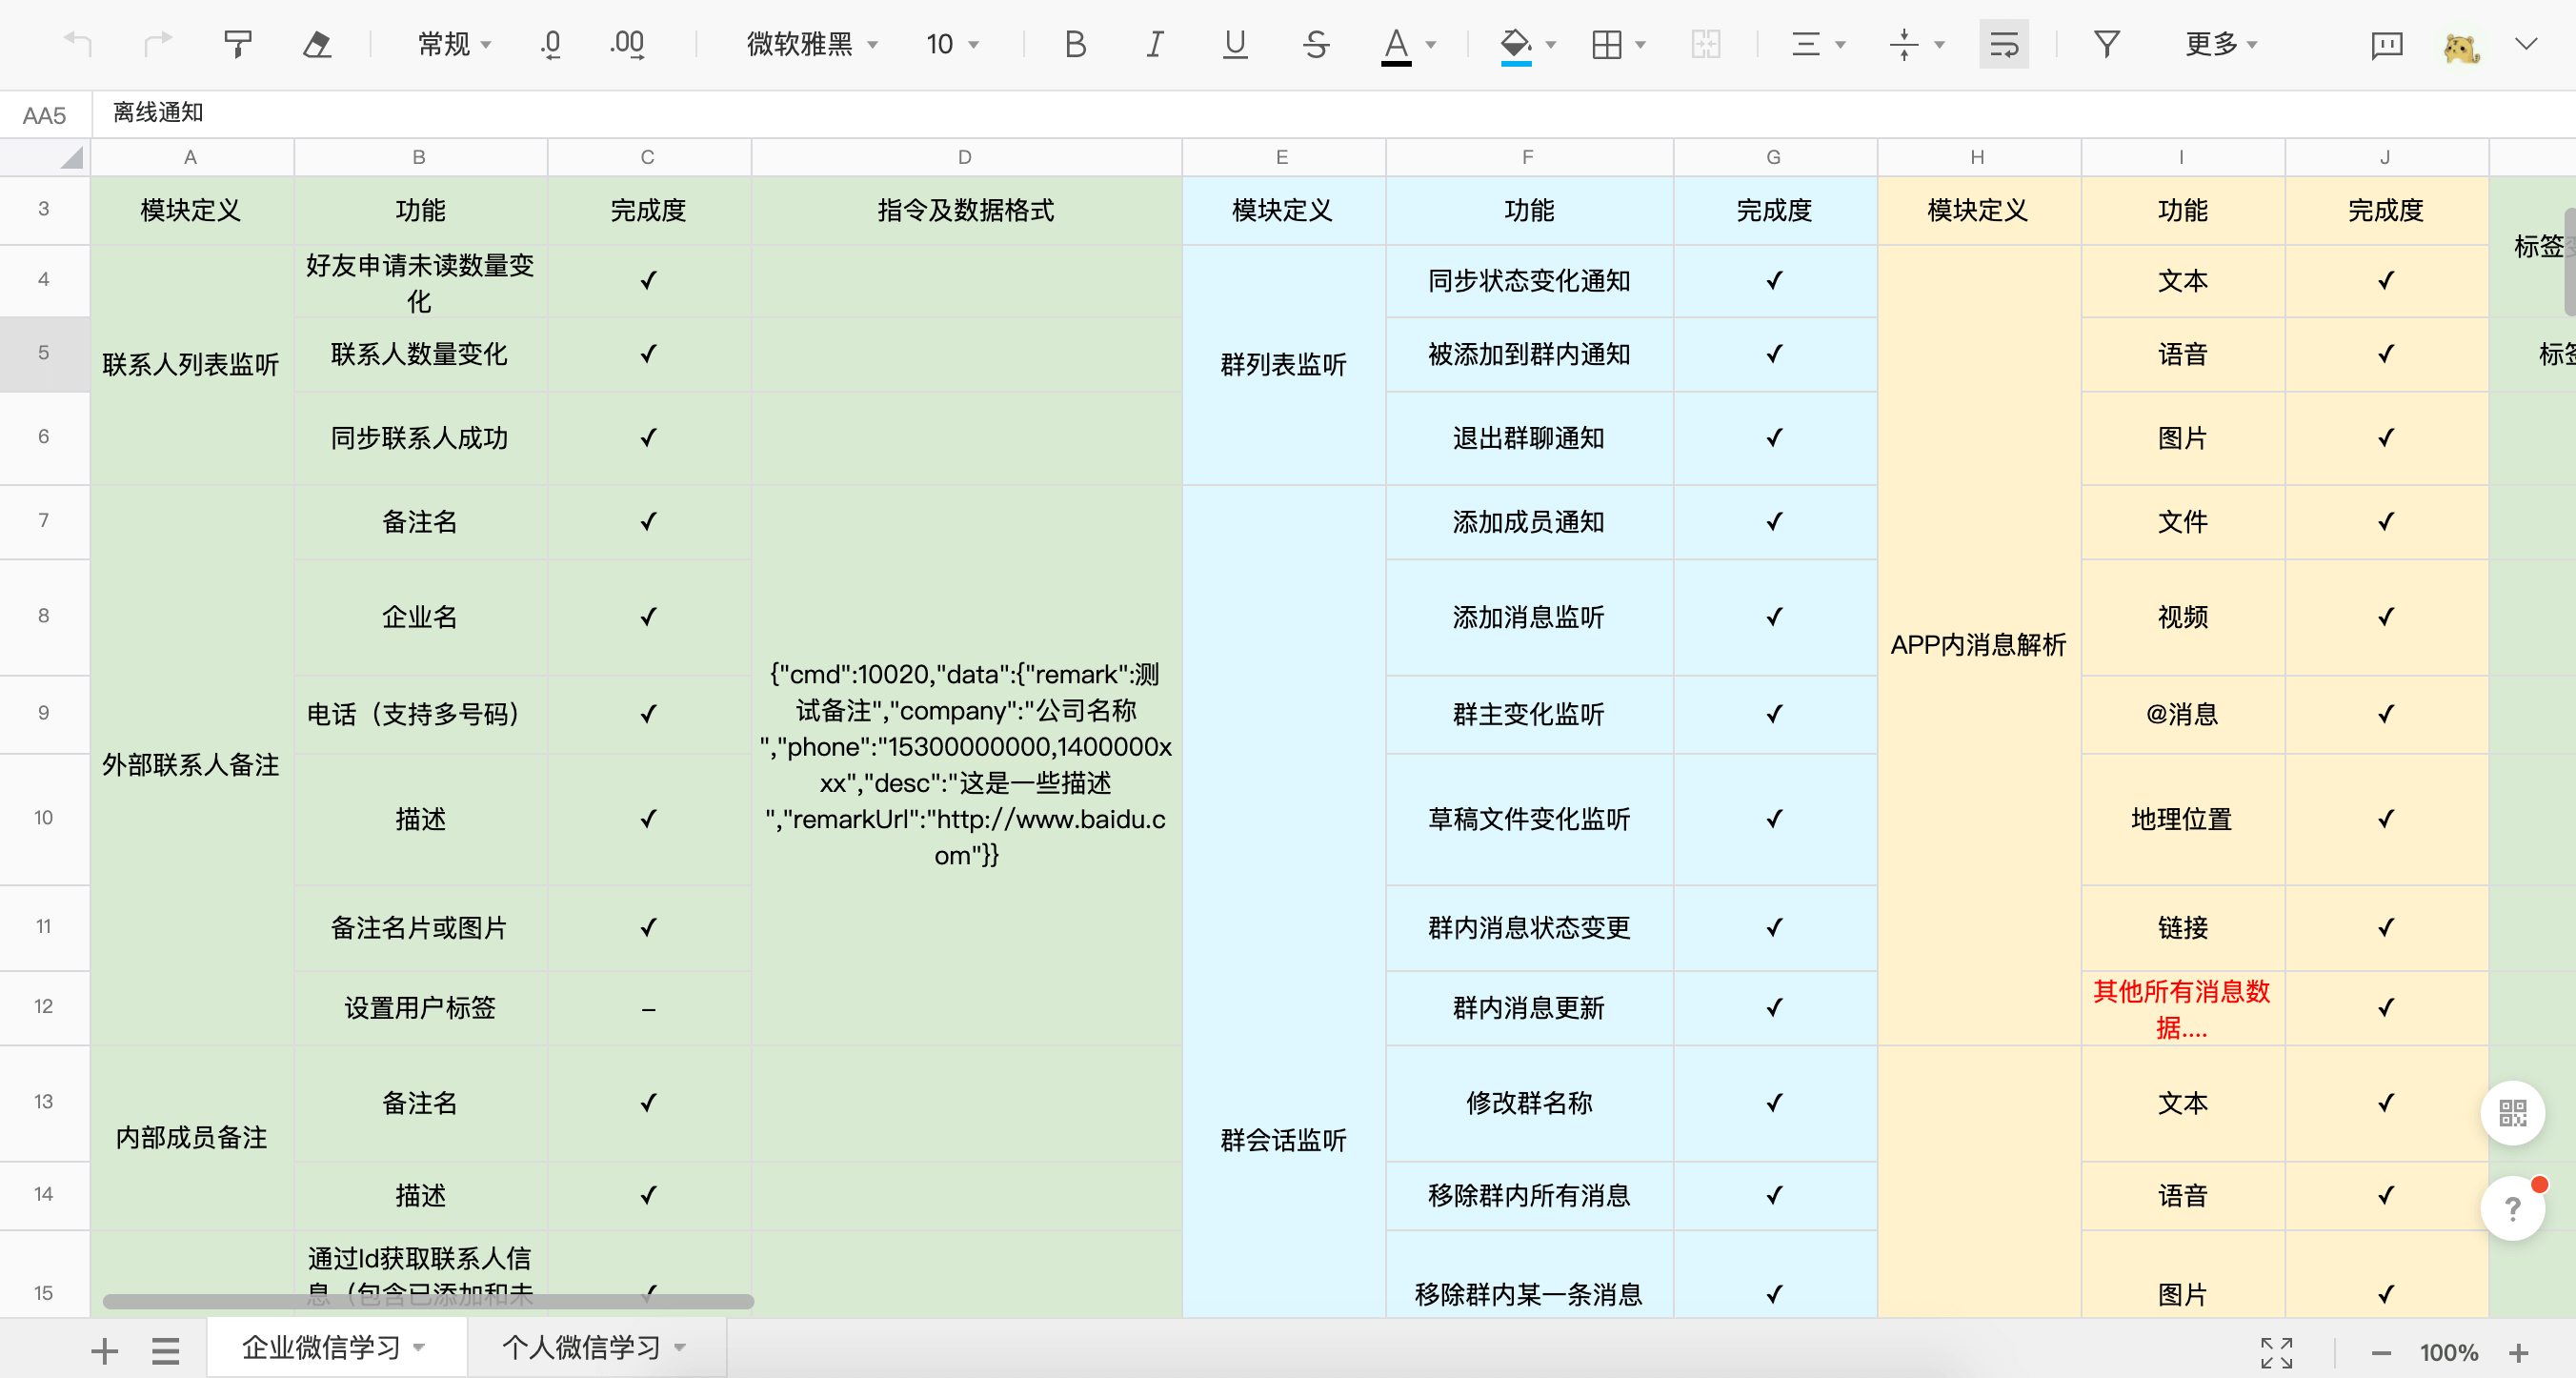 常规 .0 .00 微软雅黑 10 B I U S A 更多
AA5 离线通知
A B C D E F G H I J
3 模块定义 功能 完成度 指令及数据格式 模块定义 功能 完成度 模块定义 功能 完成度
标签
4 好友申请未读数量变
化 ✓ 同步状态变化通知 ✓ 文本 ✓
联系人列表监听 群列表监听
5 联系人数量变化 ✓ 被添加到群内通知 ✓ 语音 ✓
6 同步联系人成功 ✓ 退出群聊通知 ✓ 图片 ✓
7 备注名 ✓ 添加成员通知 ✓ 文件 ✓
8 企业名 ✓ 添加消息监听 ✓ 视频 ✓
APP内消息解析
外部联系人备注
{"cmd":10020,"data":{"remark":测
试备注","company":"公司名称
","phone":"15300000000,1400000x
xx","desc":"这是一些描述
","remarkUrl":"http://www.baidu.c
om"}}
9 电话（支持多号码） ✓ 群主变化监听 ✓ @消息 ✓
10 描述 ✓ 草稿文件变化监听 ✓ 地理位置 ✓
11 备注名片或图片 ✓ 群内消息状态变更 ✓ 链接 ✓
12 设置用户标签 – 群内消息更新 ✓ 其他所有消息数
据.... ✓
13 备注名 ✓ 修改群名称 ✓ 文本 ✓
内部成员备注 群会话监听
14 描述 ✓ 移除群内所有消息 ✓ 语音 ✓
15 通过Id获取联系人信
息（包含已添加和未 ✓ 移除群内某一条消息 ✓ 图片 ✓
?
企业微信学习 个人微信学习 100%